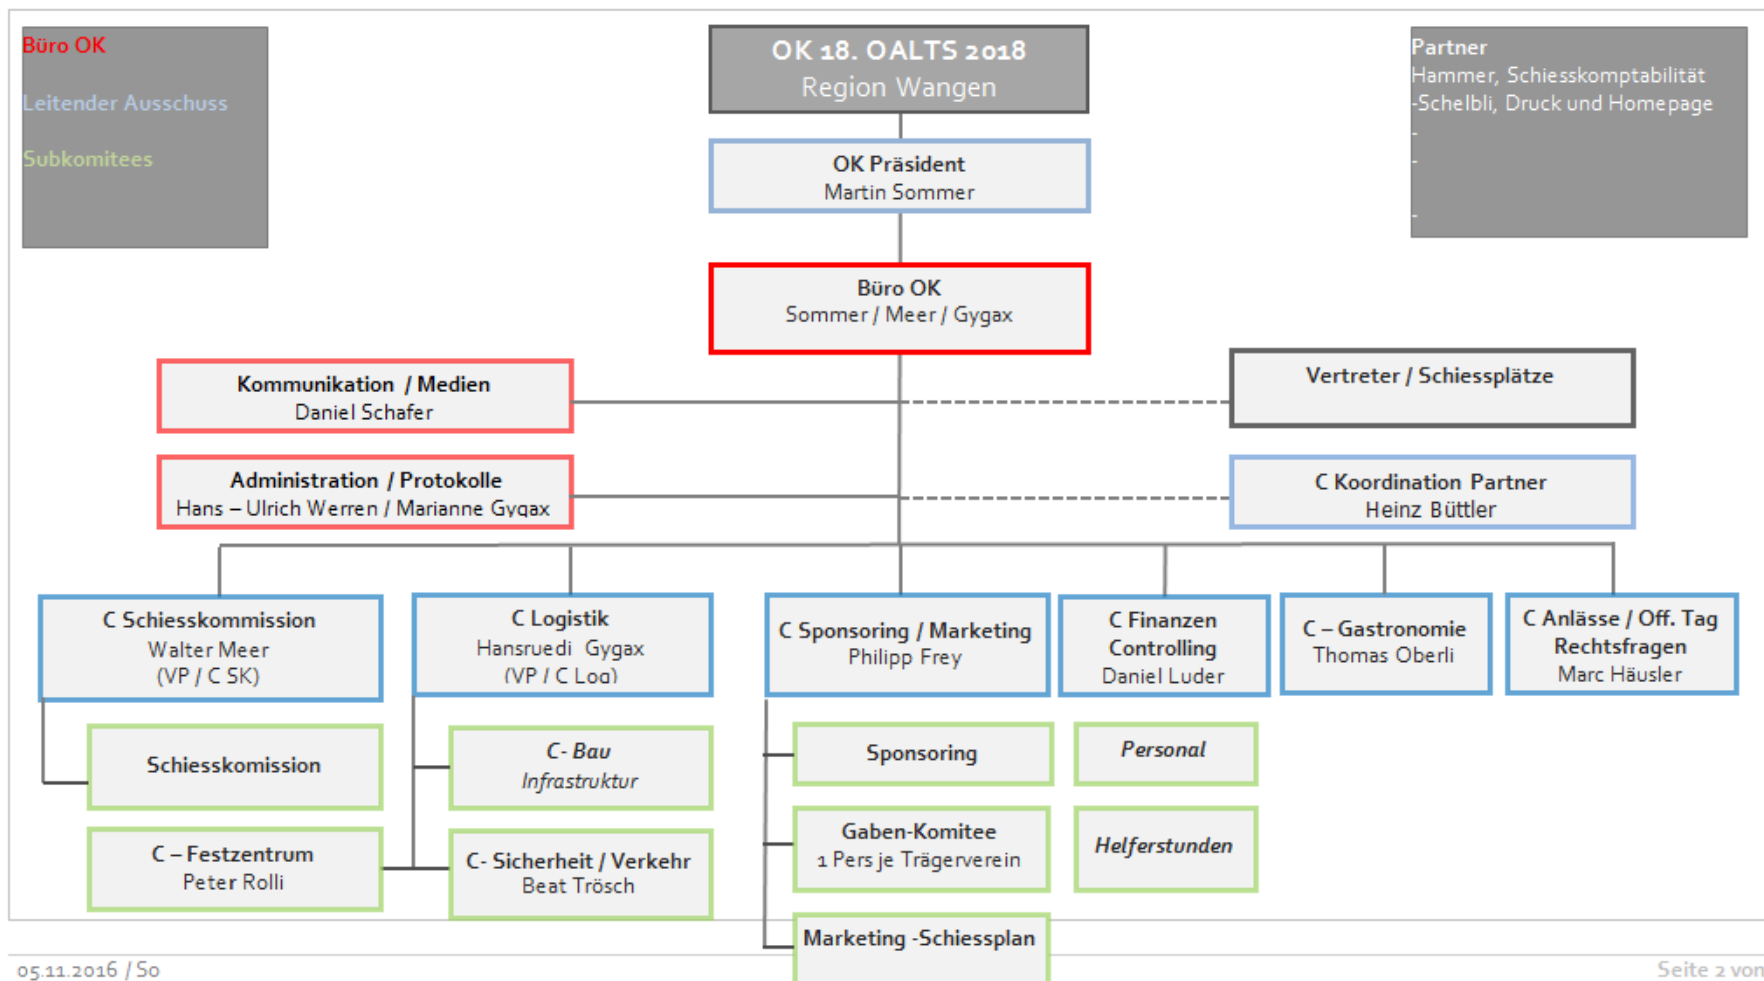 Büro OK
Leitender Ausschuss
Subkomitees
OK 18. OALTS 2018
Region Wangen
Partner
Hammer, Schiesskomptabilität
-Schelbli, Druck und Homepage
-
-
-
OK Präsident
Martin Sommer
Büro OK
Sommer / Meer / Gygax
Kommunikation / Medien
Daniel Schafer
Vertreter / Schiessplätze
Administration / Protokolle
Hans – Ulrich Werren / Marianne Gygax
C Koordination Partner
Heinz Büttler
C Schiesskommission
Walter Meer
(VP / C SK)
C Logistik
Hansruedi Gygax
(VP / C Log)
C Sponsoring / Marketing
Philipp Frey
C Finanzen
Controlling
Daniel Luder
C – Gastronomie
Thomas Oberli
C Anlässe / Off. Tag
Rechtsfragen
Marc Häusler
Schiesskomission
C- Bau
Infrastruktur
Sponsoring
Personal
C – Festzentrum
Peter Rolli
C- Sicherheit / Verkehr
Beat Trösch
Gaben-Komitee
1 Pers je Trägerverein
Helferstunden
Marketing -Schiessplan
05.11.2016 / So
Seite 2 von